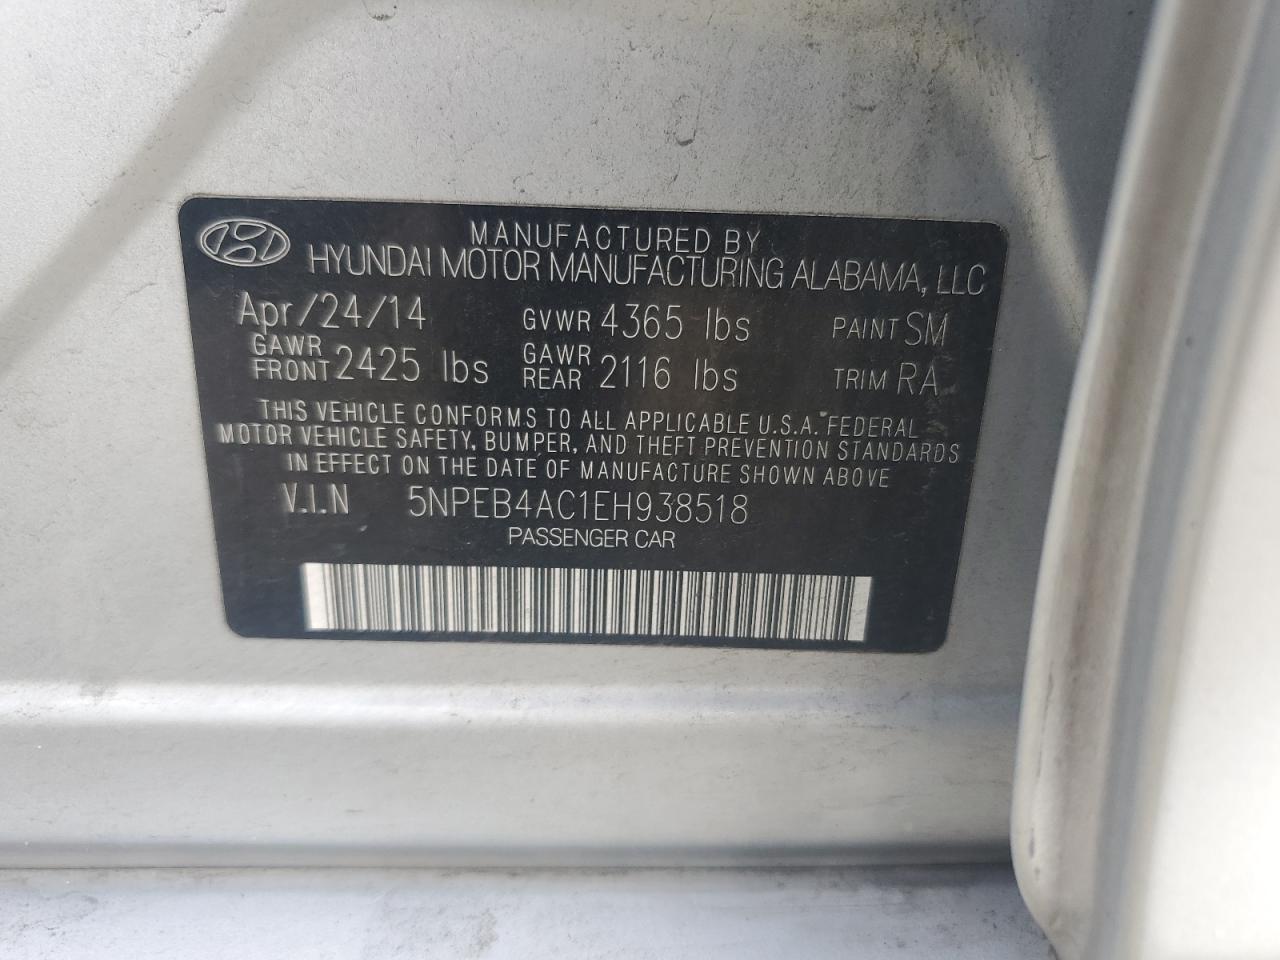 MANUFACTURED BY
HYUNDAI MOTOR MANUFACTURING ALABAMA, LLC
Apr/24/14 GVWR 4365 lbs PAINT SM
GAWR FRONT 2425 lbs GAWR REAR 2116 lbs TRIM RA
THIS VEHICLE CONFORMS TO ALL APPLICABLE U.S.A. FEDERAL
MOTOR VEHICLE SAFETY, BUMPER, AND THEFT PREVENTION STANDARDS
IN EFFECT ON THE DATE OF MANUFACTURE SHOWN ABOVE
V.I.N 5NPEB4AC1EH938518
PASSENGER CAR